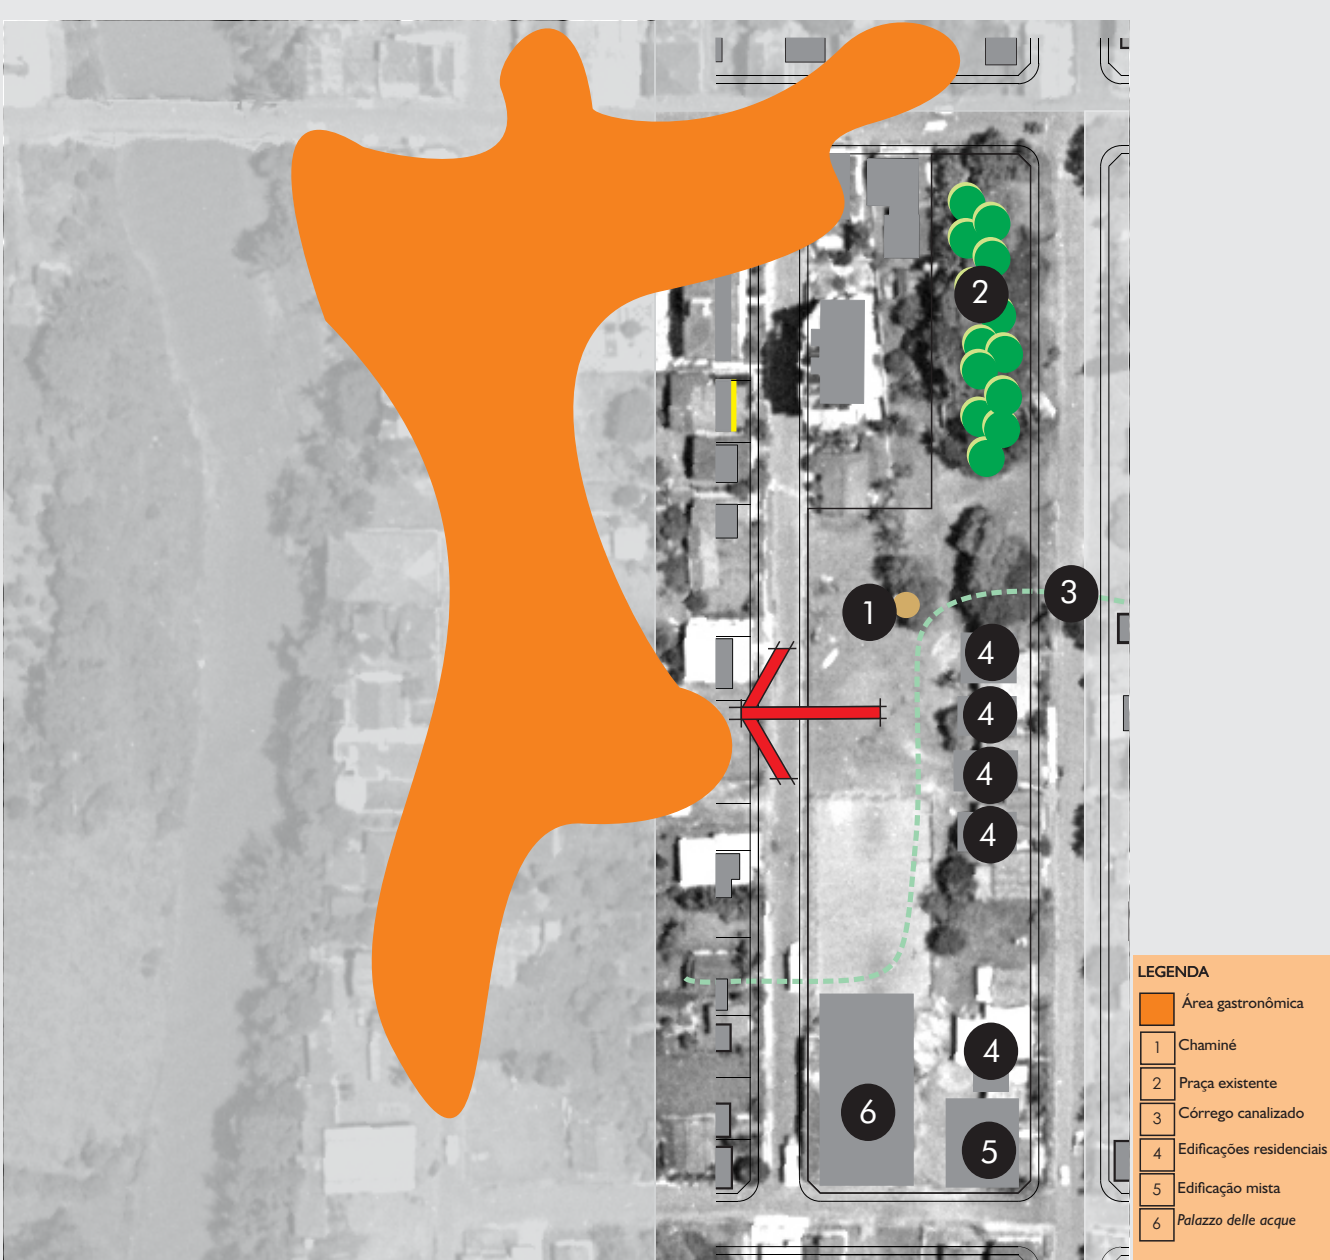 2
1
3
4
4
4
4
4
6
5
LEGENDA
Área gastronômica
1 Chaminé
2 Praça existente
3 Córrego canalizado
4 Edificações residenciais
5 Edificação mista
6 Palazzo delle acque